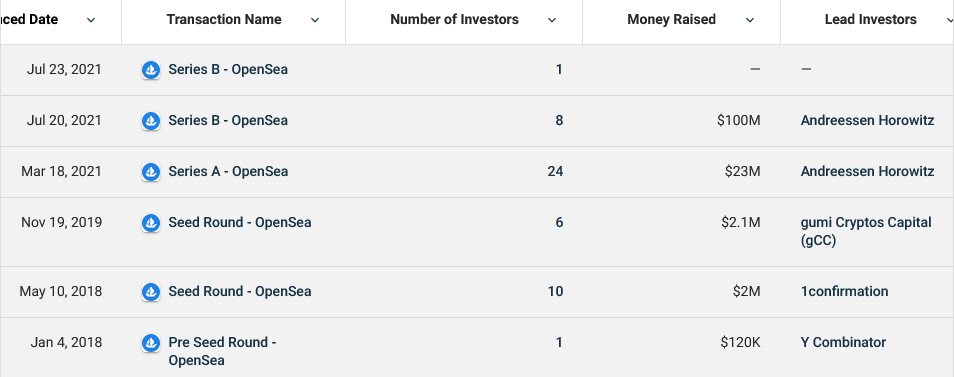 nced Date Transaction Name Number of Investors Money Raised Lead Investors
Jul 23, 2021 Series B - OpenSea 1 — —
Jul 20, 2021 Series B - OpenSea 8 $100M Andreessen Horowitz
Mar 18, 2021 Series A - OpenSea 24 $23M Andreessen Horowitz
Nov 19, 2019 Seed Round - OpenSea 6 $2.1M gumi Cryptos Capital
(gCC)
May 10, 2018 Seed Round - OpenSea 10 $2M 1confirmation
Jan 4, 2018 Pre Seed Round - 1 $120K Y Combinator
OpenSea